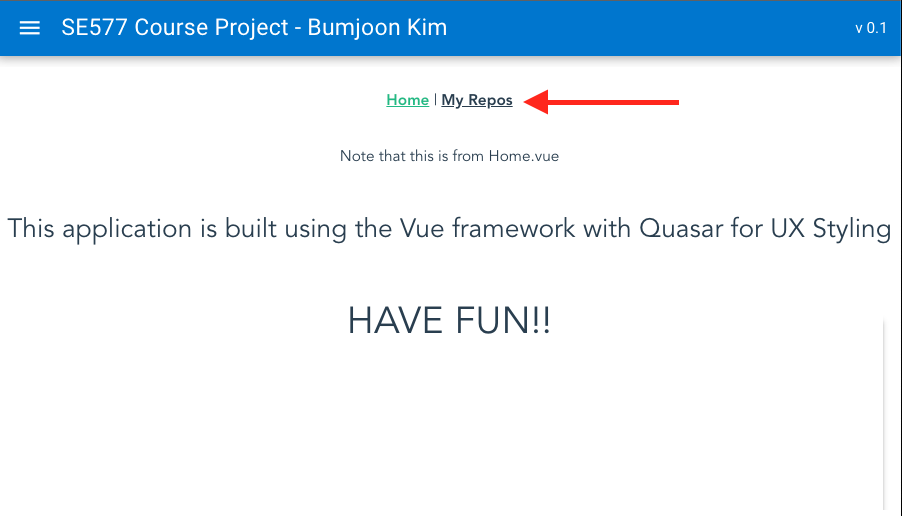 SE577 Course Project - Bumjoon Kim
v 0.1
Home | My Repos
Note that this is from Home.vue
This application is built using the Vue framework with Quasar for UX Styling
HAVE FUN!!